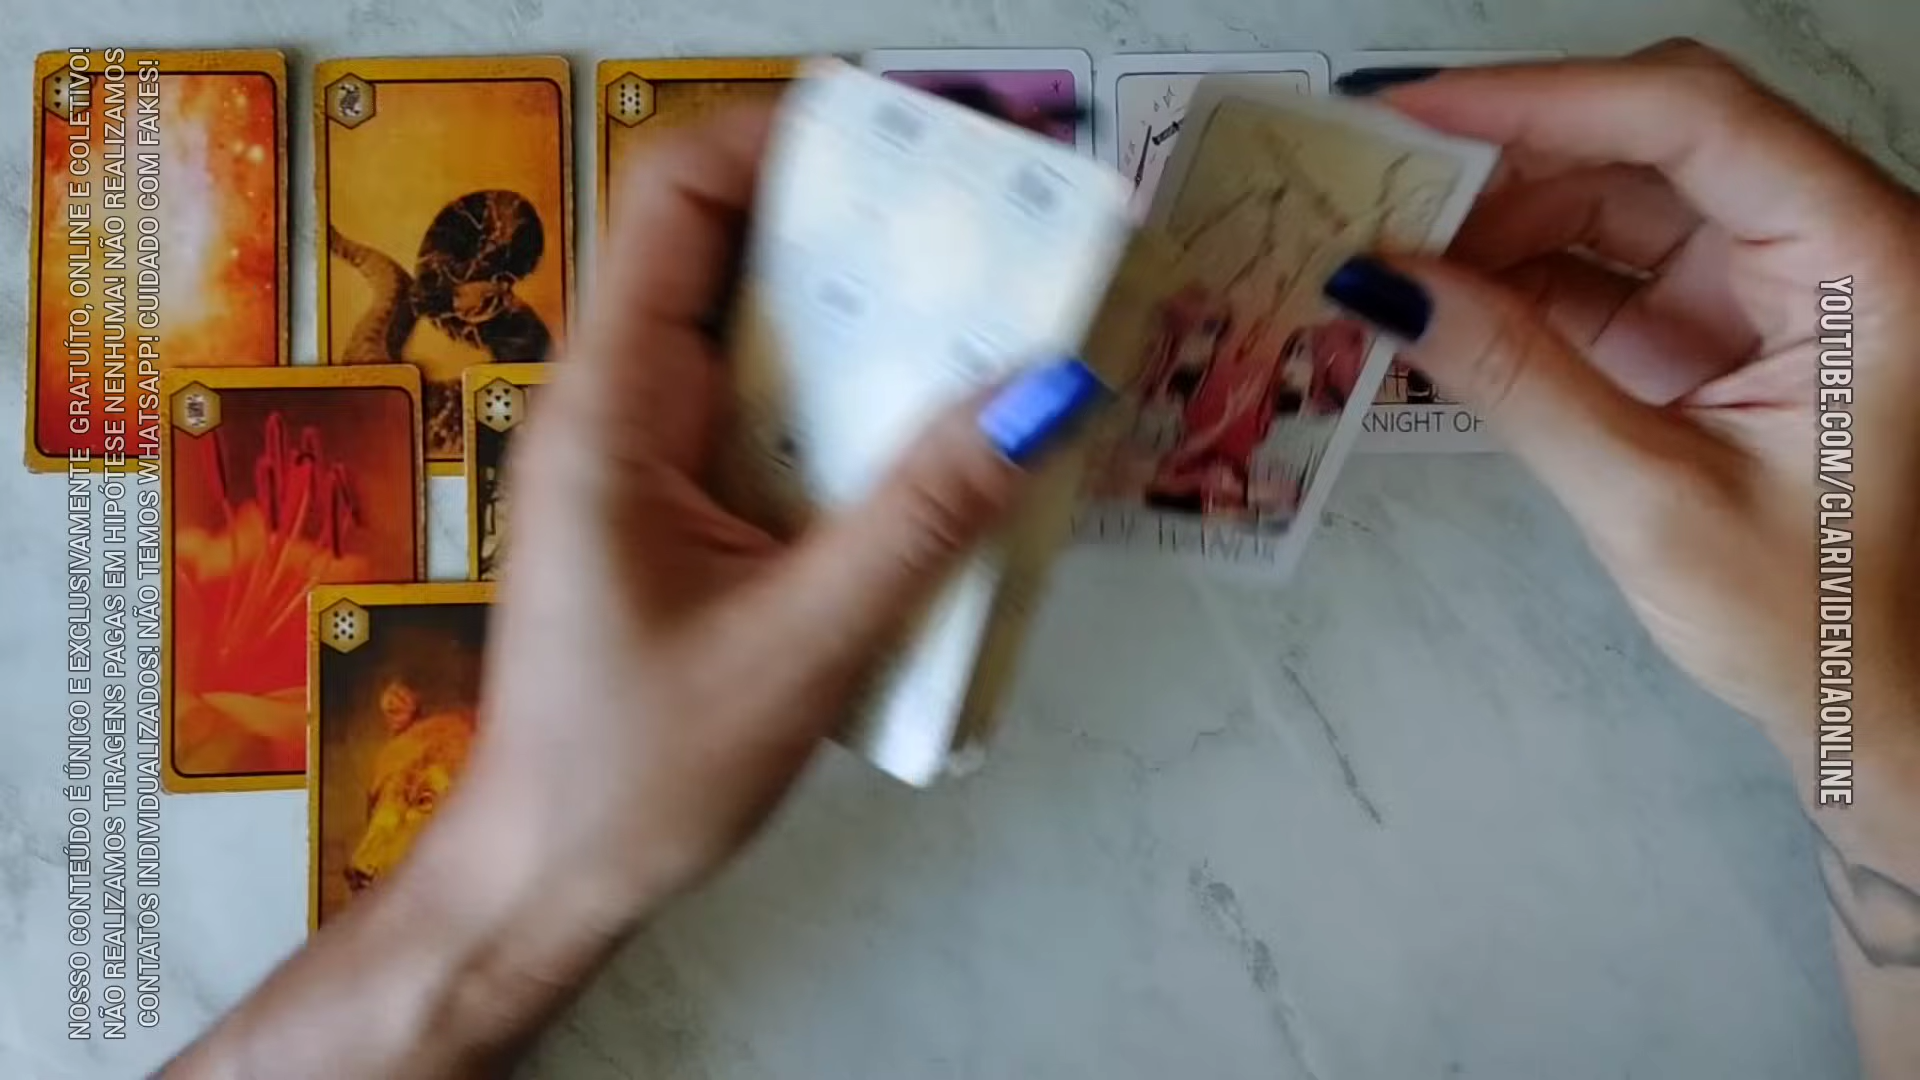 NOSSO CONTEÚDO É ÚNICO E EXCLUSIVAMENTE GRATUÍTO, ONLINE E COLETIVO!
NÃO REALIZAMOS TIRAGENS PAGAS EM HIPÓTESE NENHUMA! NÃO REALIZAMOS
CONTATOS INDIVIDUALIZADOS! NÃO TEMOS WHATSAPP! CUIDADO COM FAKES!
KNIGHT OF
YOUTUBE.COM/CLARIVIDENCIAONLINE